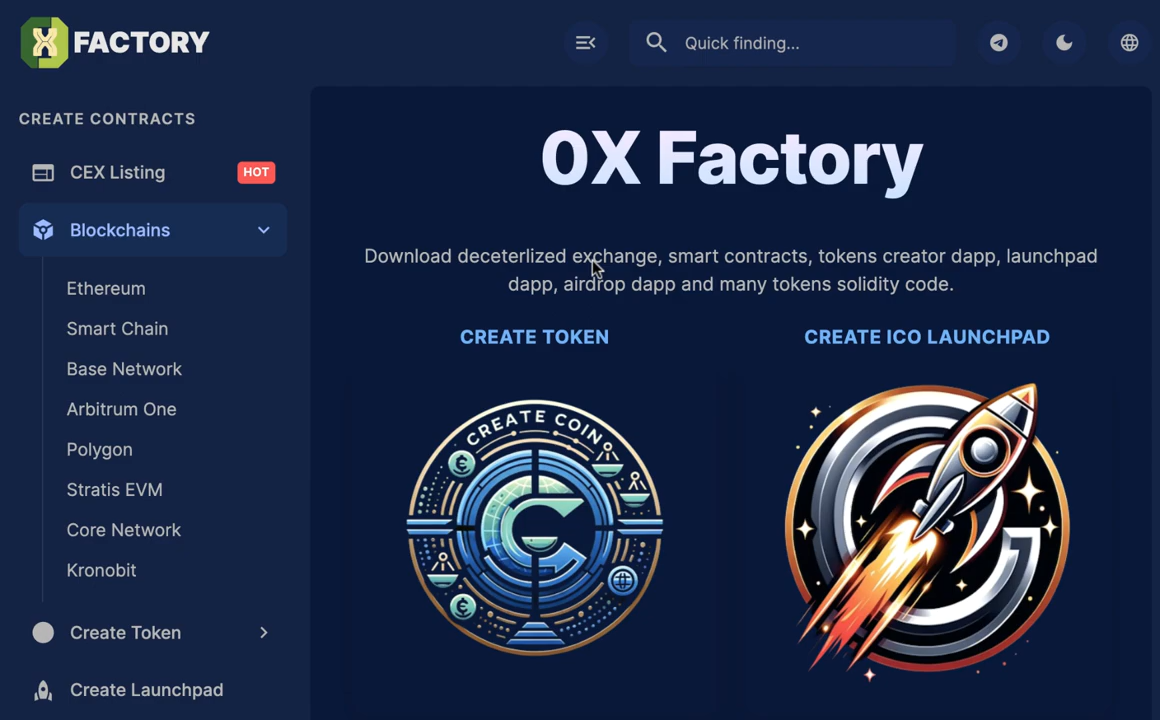 FACTORY
Quick finding...
CREATE CONTRACTS
CEX Listing
HOT
Blockchains
Ethereum
Smart Chain
Base Network
Arbitrum One
Polygon
Stratis EVM
Core Network
Kronobit
Create Token
Create Launchpad
0X Factory
Download deceterlized exchange, smart contracts, tokens creator dapp, launchpad
dapp, airdrop dapp and many tokens solidity code.
CREATE TOKEN
CREATE ICO LAUNCHPAD
CREATE COIN